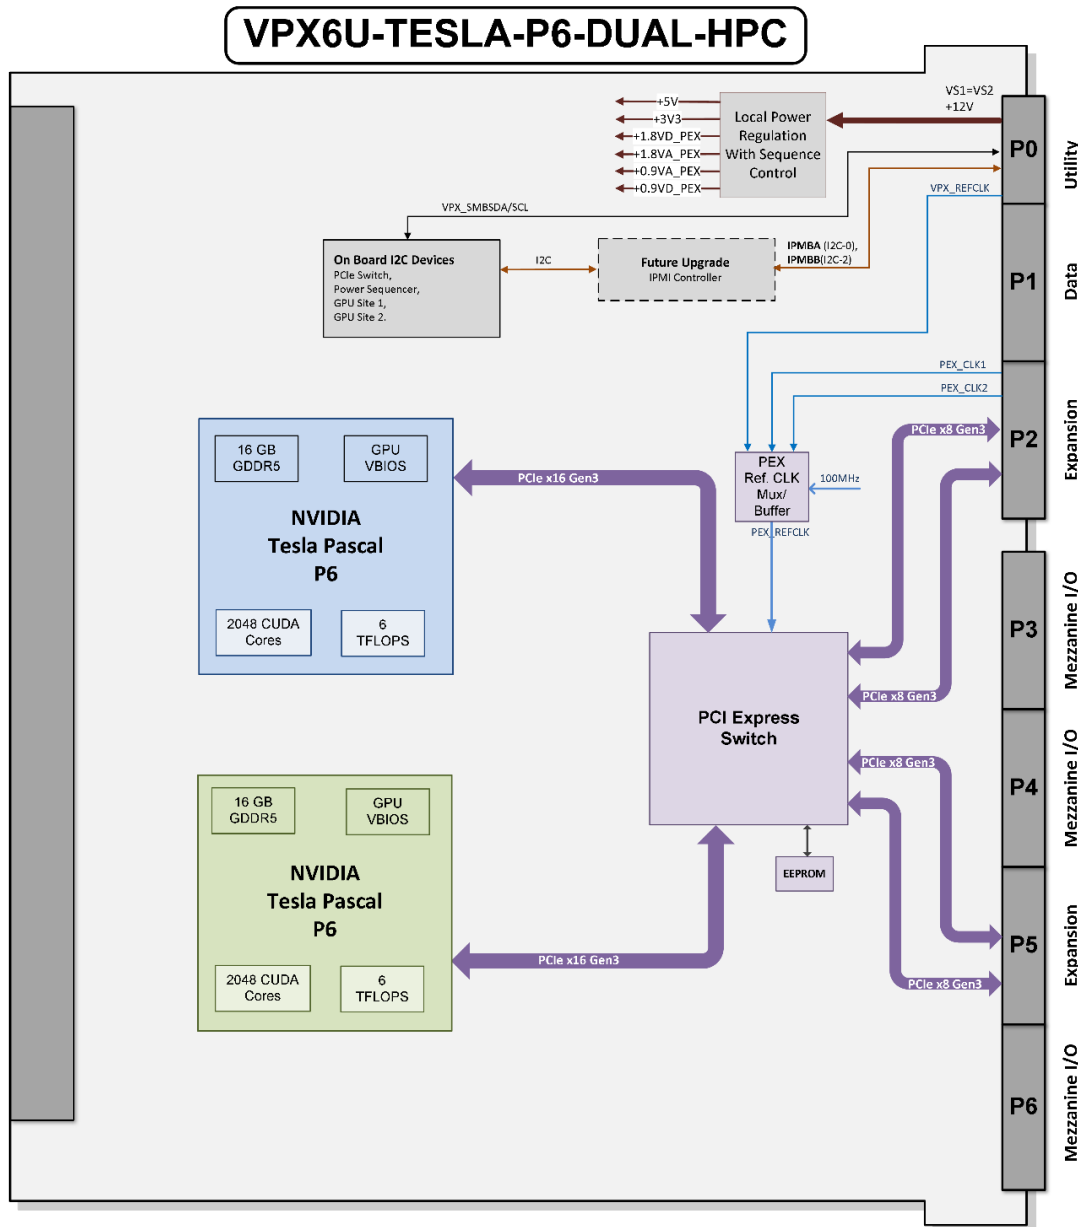 VPX6U-TESLA-P6-DUAL-HPC
VS1=VS2
+12V
+5V
+3V3
+1.8VD_PEX
+1.8VA_PEX
+0.9VA_PEX
+0.9VD_PEX
Local Power
Regulation
With Sequence
Control
P0
Utility
VPX_REFCLK
VPX_SMBSDA/SCL
On Board I2C Devices
PCIe Switch,
Power Sequencer,
GPU Site 1,
GPU Site 2.
I2C
Future Upgrade
IPMI Controller
IPMBA (I2C-0),
IPMBB(I2C-2)
P1
Data
PEX_CLK1
PEX_CLK2
P2
Expansion
PCIe x8 Gen3
16 GB
GDDR5
GPU
VBIOS
NVIDIA
Tesla Pascal
P6
2048 CUDA
Cores
6
TFLOPS
PCIe x16 Gen3
PEX
Ref. CLK
Mux/
Buffer
100MHz
PEX_REFCLK
P3
Mezzanine I/O
PCI Express
Switch
PCIe x8 Gen3
PCIe x8 Gen3
P4
Mezzanine I/O
16 GB
GDDR5
GPU
VBIOS
NVIDIA
Tesla Pascal
P6
2048 CUDA
Cores
6
TFLOPS
PCIe x16 Gen3
EEPROM
P5
Expansion
PCIe x8 Gen3
P6
Mezzanine I/O